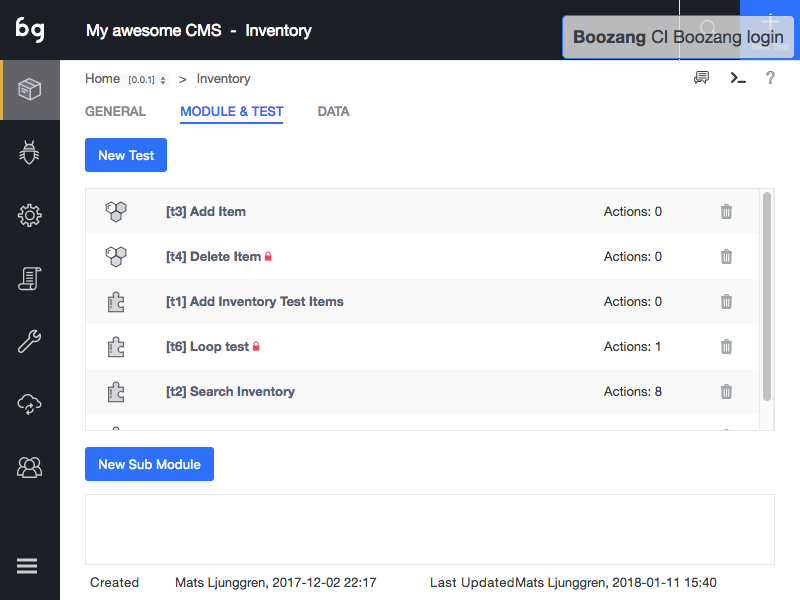 bg
My awesome CMS - Inventory
Boozang CI Boozang login
Home [0.0.1] > Inventory
?
GENERAL MODULE & TEST DATA
New Test
[t3] Add Item Actions: 0
[t4] Delete Item Actions: 0
[t1] Add Inventory Test Items Actions: 0
[t6] Loop test Actions: 1
[t2] Search Inventory Actions: 8
New Sub Module
Created Mats Ljunggren, 2017-12-02 22:17 Last Updated Mats Ljunggren, 2018-01-11 15:40